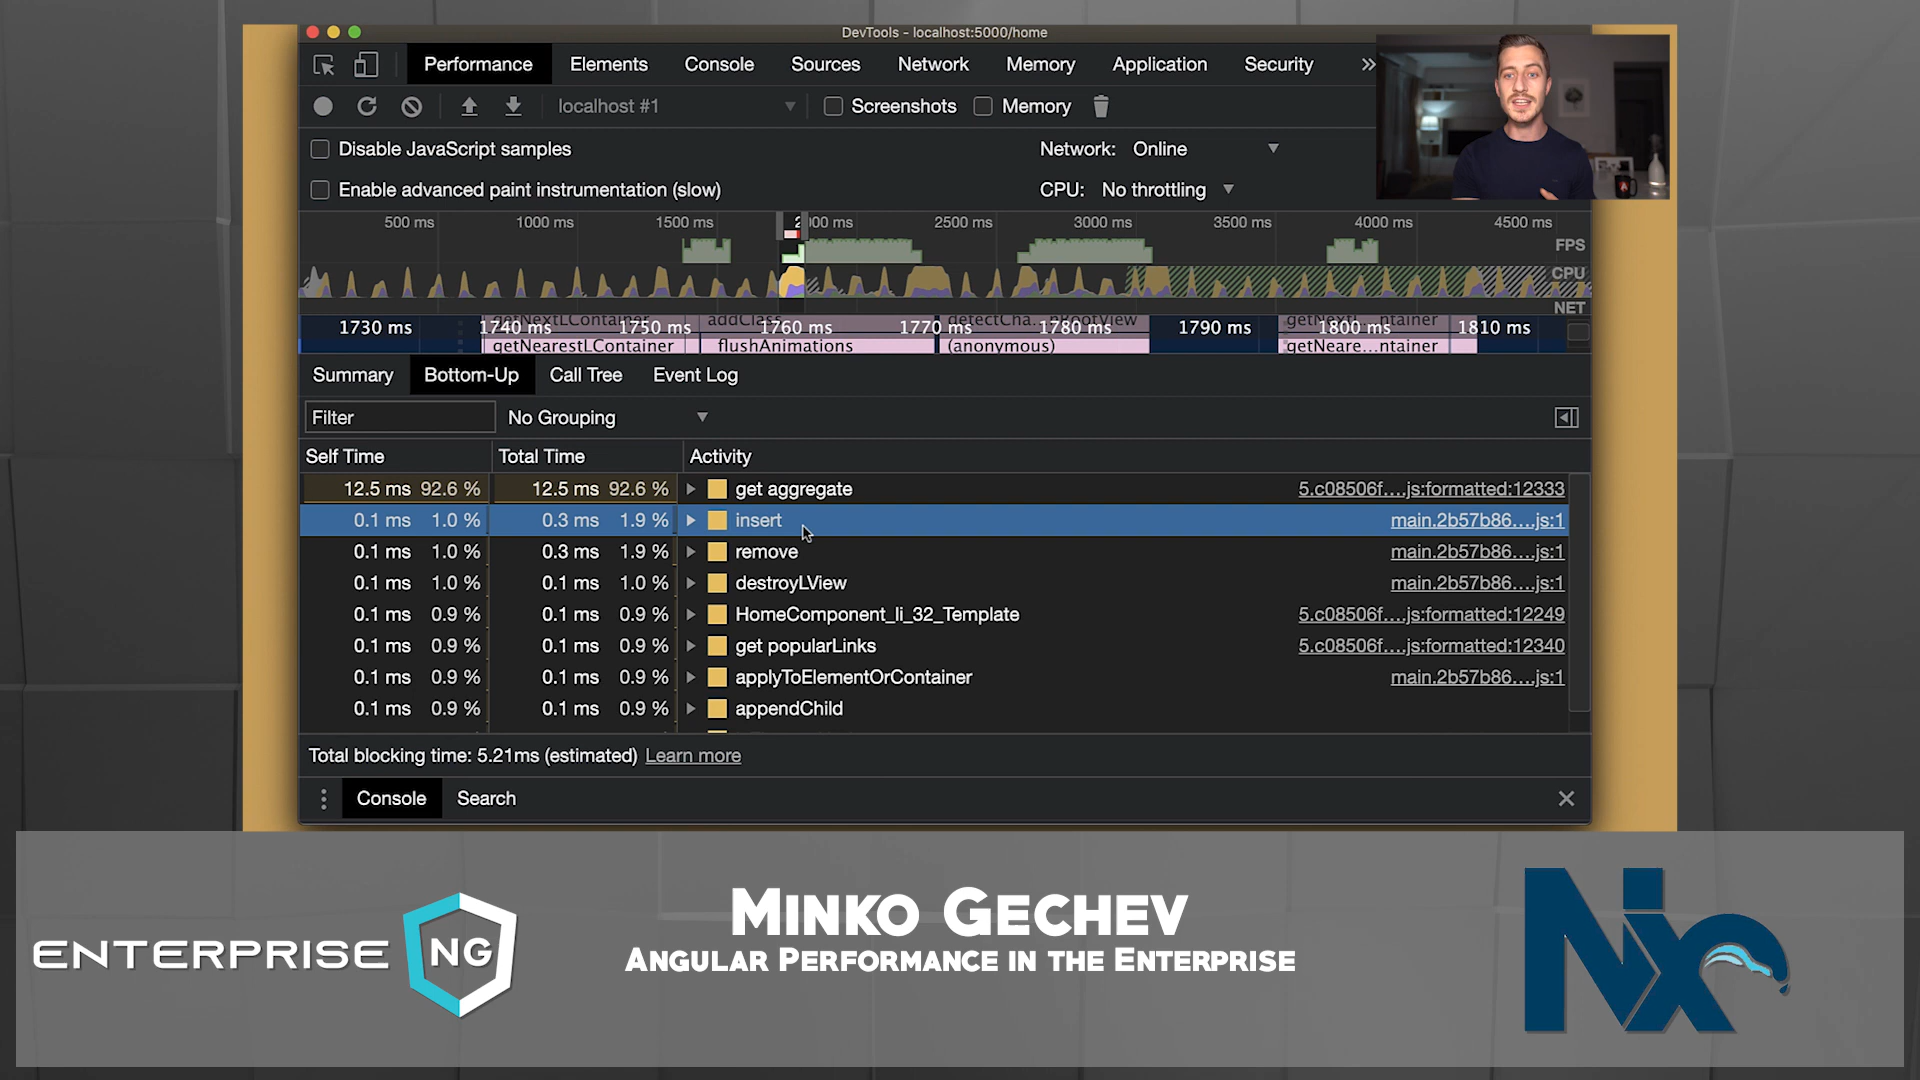 DevTools - localhost:5000/home
Performance Elements Console Sources Network Memory Application Security »
localhost #1 Screenshots Memory
Disable JavaScript samples Network: Online
Enable advanced paint instrumentation (slow) CPU: No throttling
500 ms 1000 ms 1500 ms 2000 ms 2500 ms 3000 ms 3500 ms 4000 ms 4500 ms
FPS
CPU
NET
getNextLContainer addClass detectCha...nRootView getNextL...ntainer
1730 ms 1740 ms 1750 ms 1760 ms 1770 ms 1780 ms 1790 ms 1800 ms 1810 ms
getNearestLContainer flushAnimations (anonymous) getNeare...ntainer
Summary Bottom-Up Call Tree Event Log
Filter No Grouping
Self Time Total Time Activity
12.5 ms 92.6 % 12.5 ms 92.6 % get aggregate 5.c08506f....js:formatted:12333
0.1 ms 1.0 % 0.3 ms 1.9 % insert main.2b57b86....js:1
0.1 ms 1.0 % 0.3 ms 1.9 % remove main.2b57b86....js:1
0.1 ms 1.0 % 0.1 ms 1.0 % destroyLView main.2b57b86....js:1
0.1 ms 0.9 % 0.1 ms 0.9 % HomeComponent_li_32_Template 5.c08506f....js:formatted:12249
0.1 ms 0.9 % 0.1 ms 0.9 % get popularLinks 5.c08506f....js:formatted:12340
0.1 ms 0.9 % 0.1 ms 0.9 % applyToElementOrContainer main.2b57b86....js:1
0.1 ms 0.9 % 0.1 ms 0.9 % appendChild
Total blocking time: 5.21ms (estimated) Learn more
Console Search
ENTERPRISE NG
MINKO GECHEV
ANGULAR PERFORMANCE IN THE ENTERPRISE
Nx